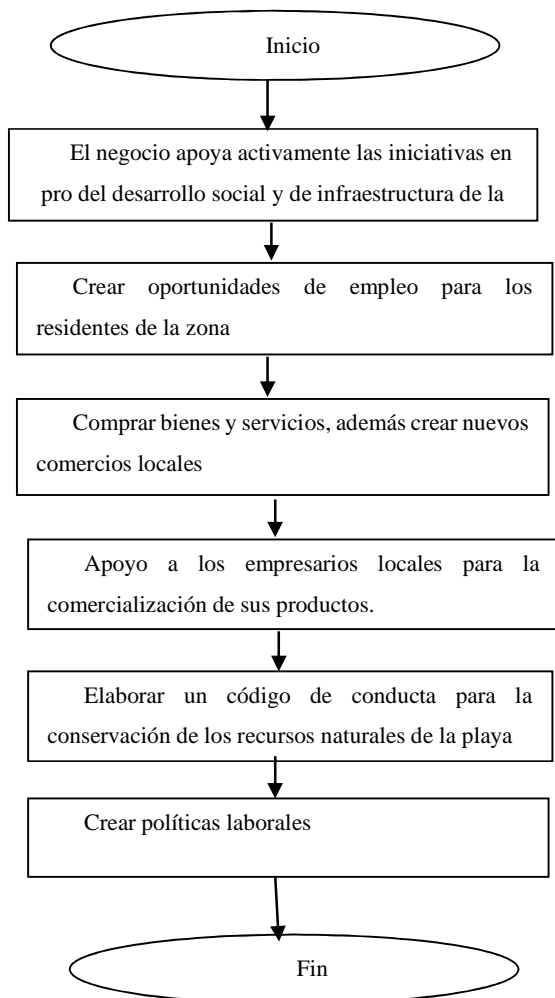 Inicio
El negocio apoya activamente las iniciativas en
pro del desarrollo social y de infraestructura de la
Crear oportunidades de empleo para los
residentes de la zona
Comprar bienes y servicios, además crear nuevos
comercios locales
Apoyo a los empresarios locales para la
comercialización de sus productos.
Elaborar un código de conducta para la
conservación de los recursos naturales de la playa
Crear políticas laborales
Fin